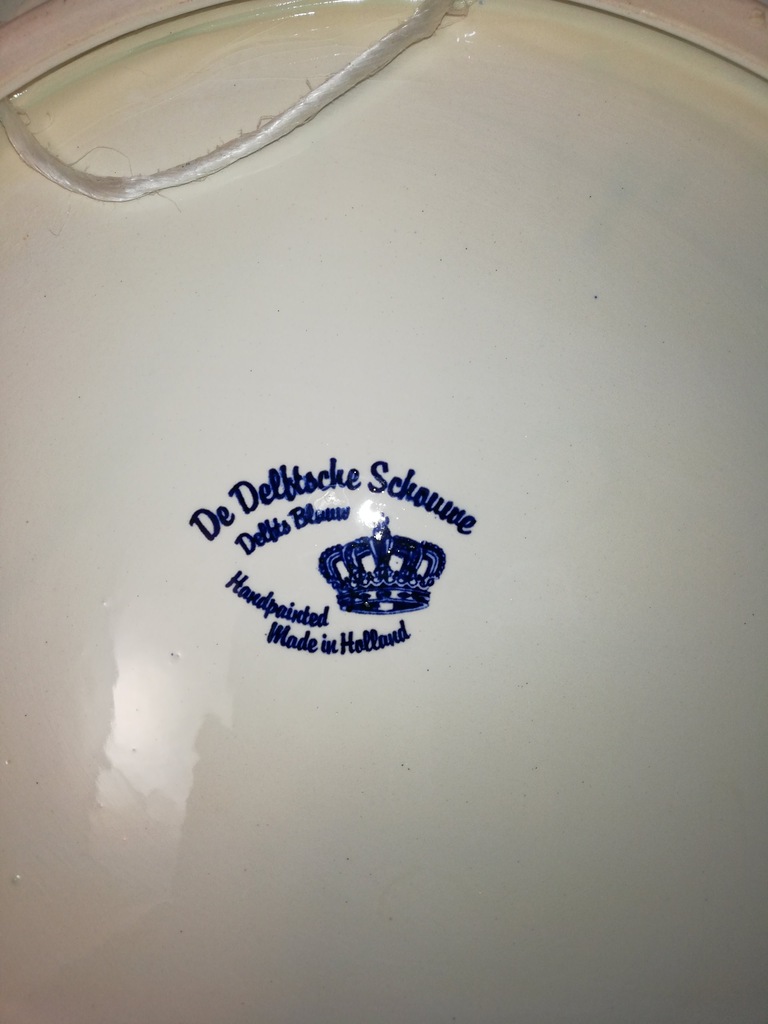 De Delftsche Schouwe
Delfts Blauw
Handpainted
Made in Holland